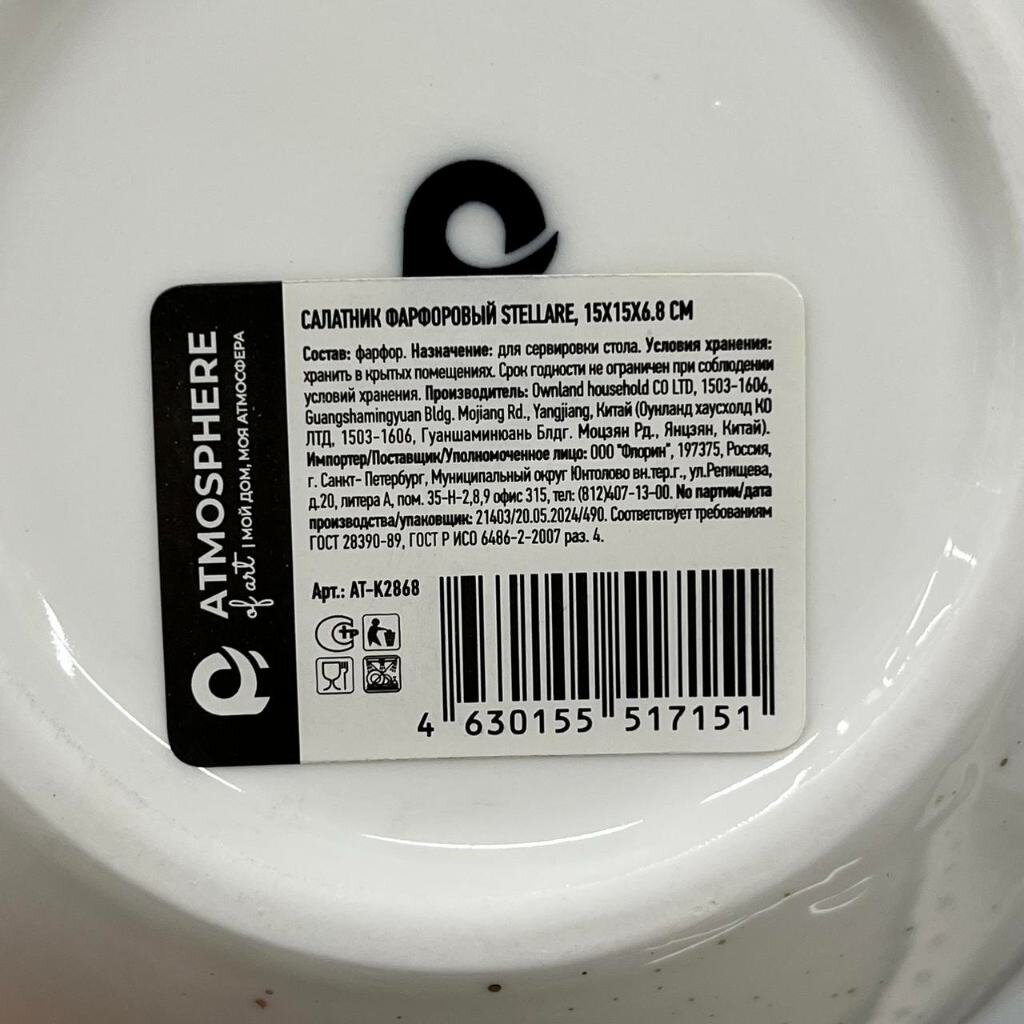 ATMOSPHERE
of art | МОЙ ДОМ, МОЯ АТМОСФЕРА
САЛАТНИК ФАРФОРОВЫЙ STELLARE, 15X15X6.8 СМ
Состав: фарфор. Назначение: для сервировки стола. Условия хранения:
хранить в крытых помещениях. Срок годности не ограничен при соблюдении
условий хранения. Производитель: Ownland household CO LTD, 1503-1606,
Guangshamingyuan Bldg. Mojiang Rd., Yangjiang, Китай (Оунланд хаусхолд КО
ЛТД, 1503-1606, Гуаншаминюань Блдг. Моцзян Рд., Янцзян, Китай).
Импортер/Поставщик/Уполномоченное лицо: ООО "Флорин", 197375, Россия,
г. Санкт- Петербург, Муниципальный округ Юнтолово вн.тер.г., ул.Репищева,
д.20, литера А, пом. 35-Н-2,8,9 офис 315, тел: (812)407-13-00. No партии/дата
производства/упаковщик: 21403/20.05.2024/490. Соответствует требованиям
ГОСТ 28390-89, ГОСТ Р ИСО 6486-2-2007 раз. 4.
Арт.: AT-K2868
4 630155 517151